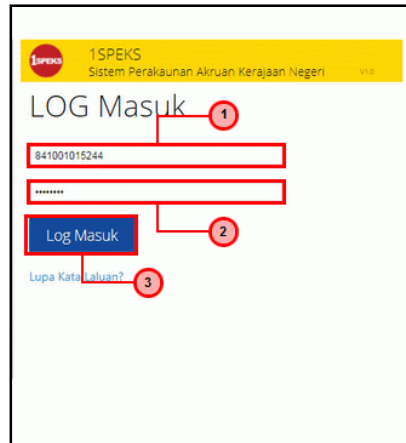 1SPEKS
1SPEKS
Sistem Perakaunan Akruan Kerajaan Negeri
V1.0
LOG Masuk
1
841001015244
••••••••
2
Log Masuk
Lupa Kata Laluan?
3